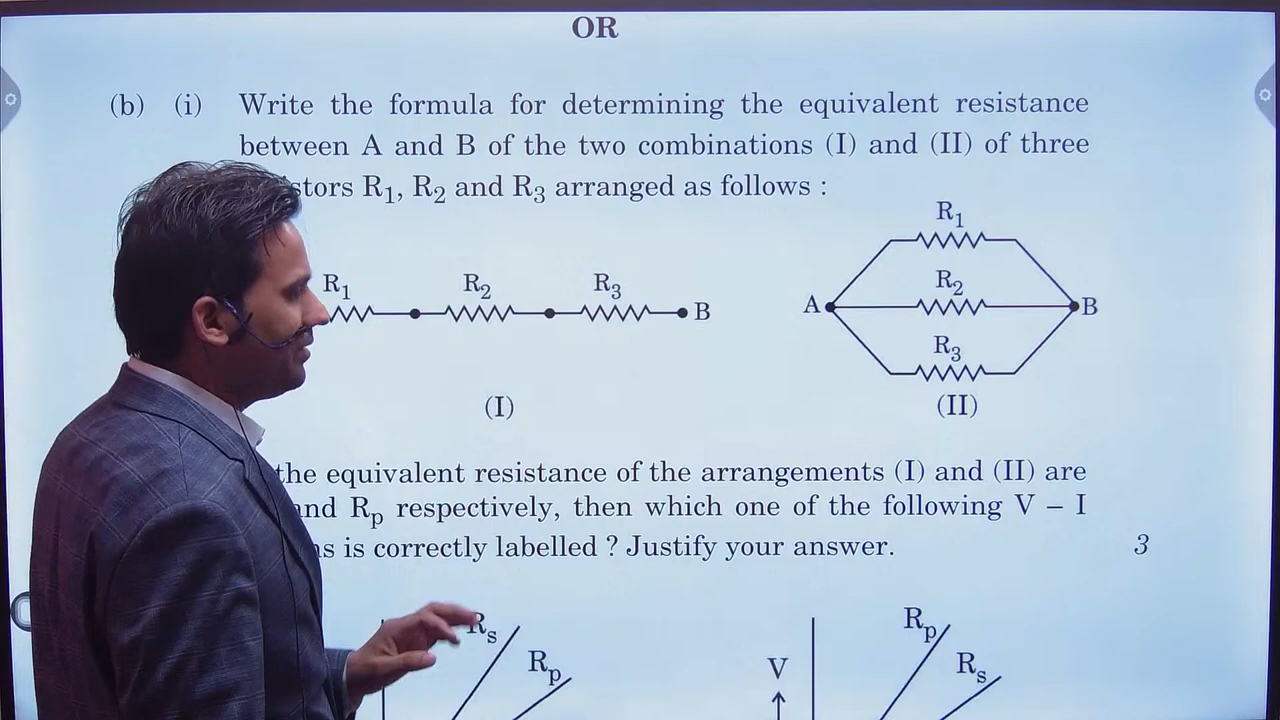 OR
(b) (i) Write the formula for determining the equivalent resistance
between A and B of the two combinations (I) and (II) of three
R₁, R₂ and R₃ arranged as follows :
R₁
R₂
R₃
B
(I)
R₁
R₂
R₃
A
B
(II)
the equivalent resistance of the arrangements (I) and (II) are
and Rₚ respectively, then which one of the following V – I
is correctly labelled ? Justify your answer. 3
Rₛ
Rₚ
V
Rₚ
Rₛ